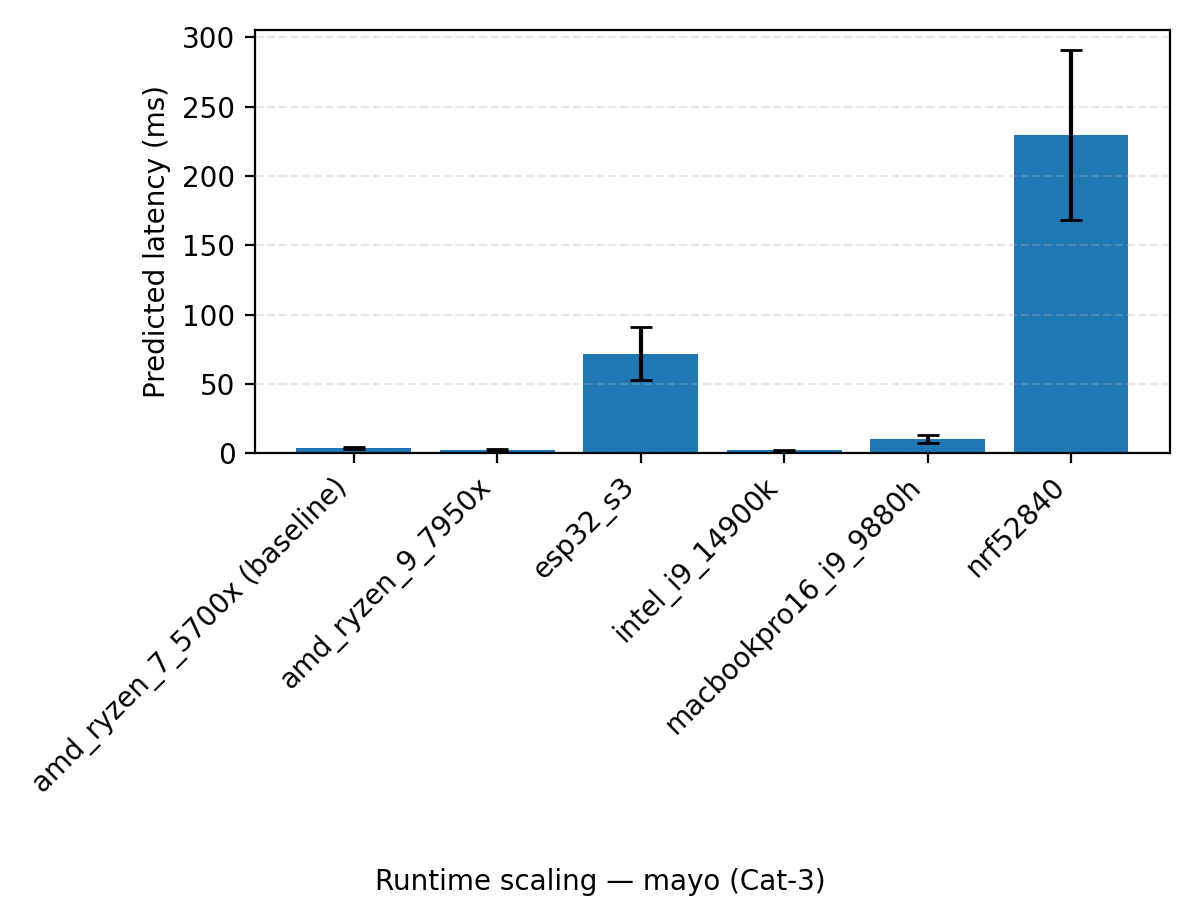 Predicted latency (ms)
300
250
200
150
100
50
0
amd_ryzen_7_5700x (baseline)
amd_ryzen_9_7950x
esp32_s3
intel_i9_14900k
macbookpro16_i9_9880h
nrf52840
Runtime scaling — mayo (Cat-3)